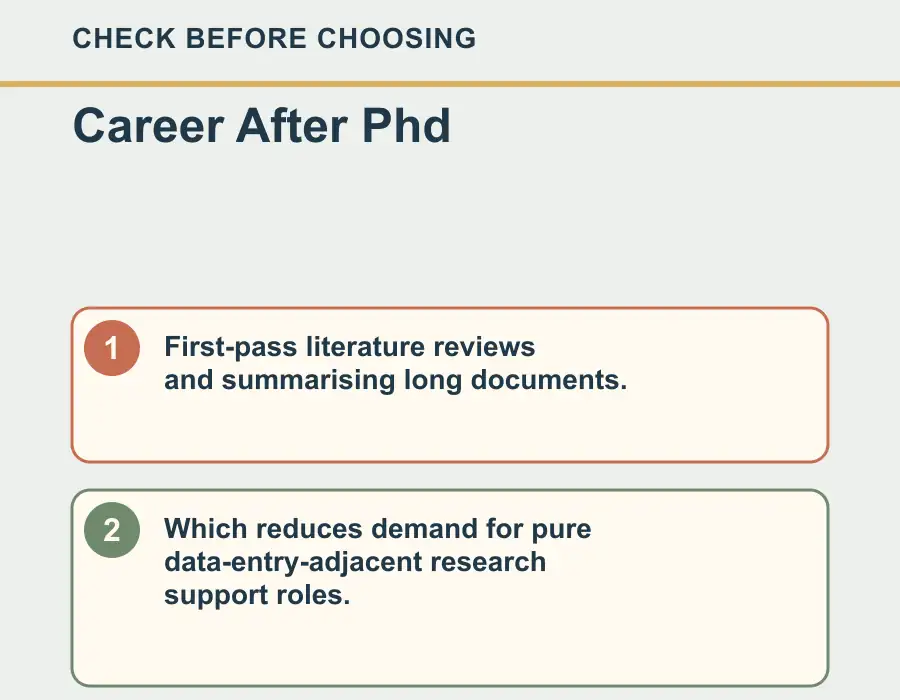 CHECK BEFORE CHOOSING
Career After Phd
1
First-pass literature reviews
and summarising long documents.
2
Which reduces demand for pure
data-entry-adjacent research
support roles.